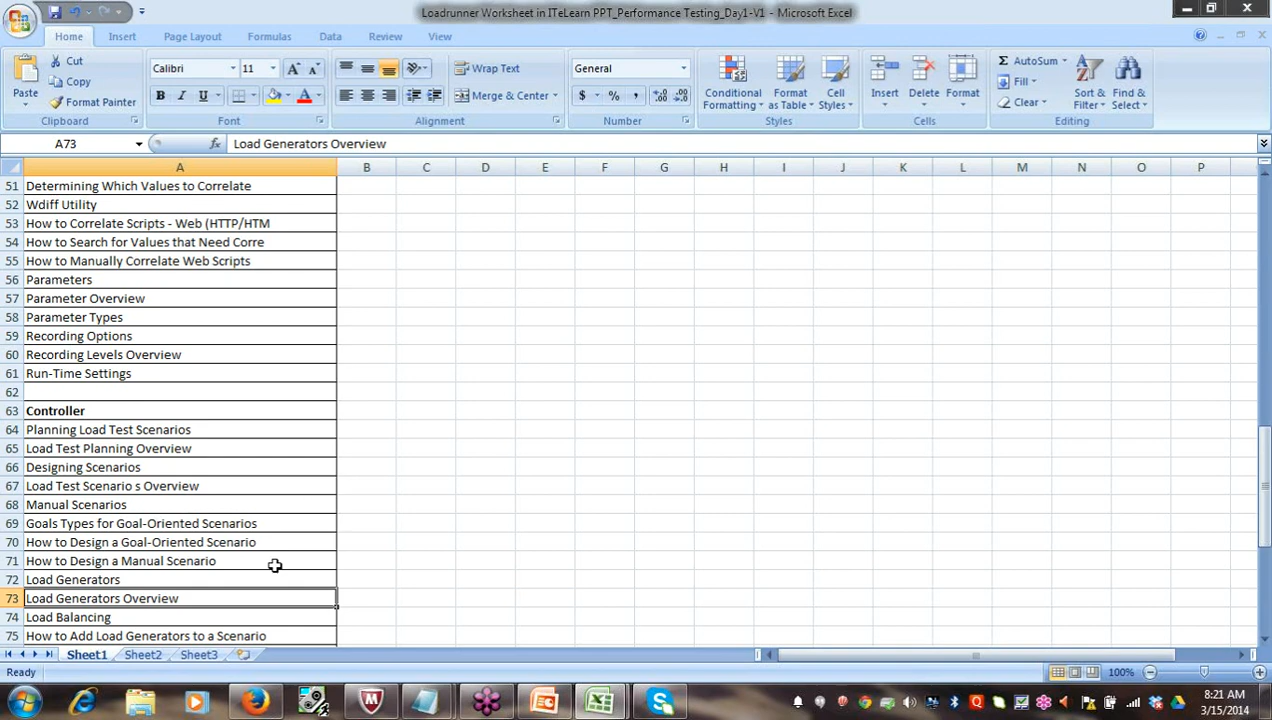 Loadrunner Worksheet in ITeLearn PPT_Performance Testing_Day1-V1 - Microsoft Excel
Home Insert Page Layout Formulas Data Review View
Cut
Copy
Format Painter
Paste
Clipboard
Calibri 11
B I U
Font
Wrap Text
Merge & Center
Alignment
General
$ % ,
Number
Conditional Formatting
Format as Table
Cell Styles
Styles
Insert Delete Format
Cells
Σ AutoSum
Fill
Clear
Sort & Filter
Find & Select
Editing
A73 fx Load Generators Overview
A B C D E F G H I J K L M N O P
51 Determining Which Values to Correlate
52 Wdiff Utility
53 How to Correlate Scripts - Web (HTTP/HTM
54 How to Search for Values that Need Corre
55 How to Manually Correlate Web Scripts
56 Parameters
57 Parameter Overview
58 Parameter Types
59 Recording Options
60 Recording Levels Overview
61 Run-Time Settings
62
63 Controller
64 Planning Load Test Scenarios
65 Load Test Planning Overview
66 Designing Scenarios
67 Load Test Scenario s Overview
68 Manual Scenarios
69 Goals Types for Goal-Oriented Scenarios
70 How to Design a Goal-Oriented Scenario
71 How to Design a Manual Scenario
72 Load Generators
73 Load Generators Overview
74 Load Balancing
75 How to Add Load Generators to a Scenario
Sheet1 Sheet2 Sheet3
Ready 100%
8:21 AM
3/15/2014